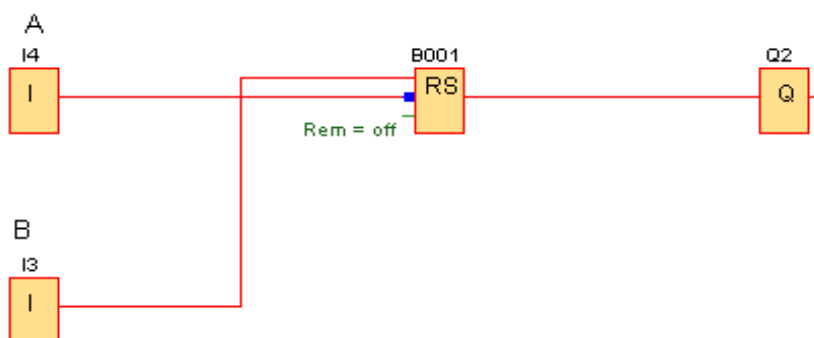 A
I4
I
B001
RS
Rem = off
Q2
Q
B
I3
I